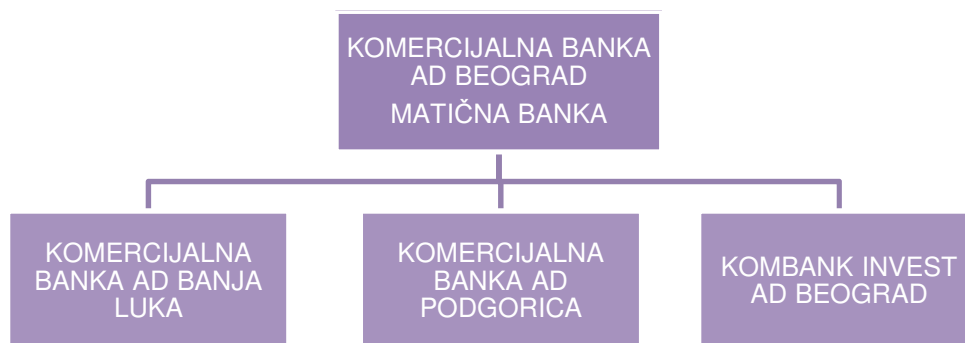 KOMERCIJALNA BANKA
AD BEOGRAD
MATIČNA BANKA
KOMERCIJALNA
BANKA AD BANJA
LUKA
KOMERCIJALNA
BANKA AD
PODGORICA
KOMBANK INVEST
AD BEOGRAD